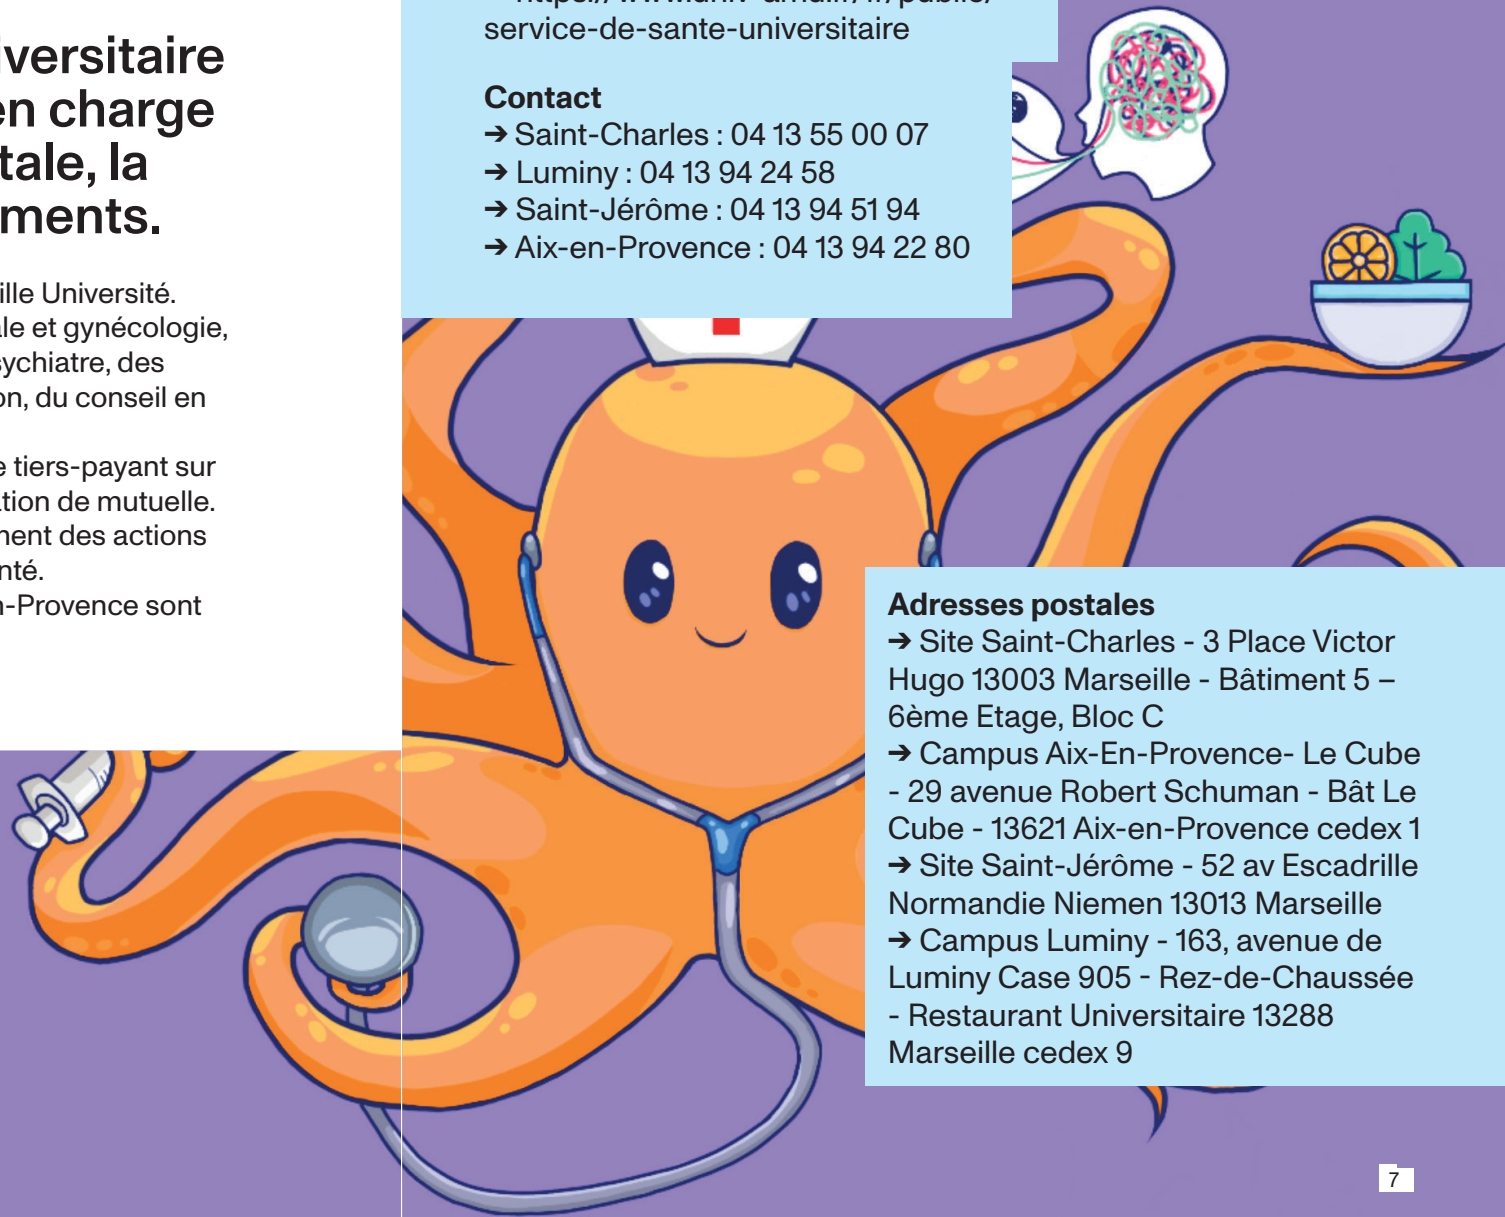 iversitaire
en charge
tale, la
ments.
ille Université.
ale et gynécologie,
sychiatre, des
on, du conseil en
e tiers-payant sur
ation de mutuelle.
ment des actions
nté.
n-Provence sont
service-de-sante-universitaire
Contact
➔ Saint-Charles : 04 13 55 00 07
➔ Luminy : 04 13 94 24 58
➔ Saint-Jérôme : 04 13 94 51 94
➔ Aix-en-Provence : 04 13 94 22 80
Adresses postales
➔ Site Saint-Charles - 3 Place Victor
Hugo 13003 Marseille - Bâtiment 5 –
6ème Etage, Bloc C
➔ Campus Aix-En-Provence- Le Cube
- 29 avenue Robert Schuman - Bât Le
Cube - 13621 Aix-en-Provence cedex 1
➔ Site Saint-Jérôme - 52 av Escadrille
Normandie Niemen 13013 Marseille
➔ Campus Luminy - 163, avenue de
Luminy Case 905 - Rez-de-Chaussée
- Restaurant Universitaire 13288
Marseille cedex 9
7